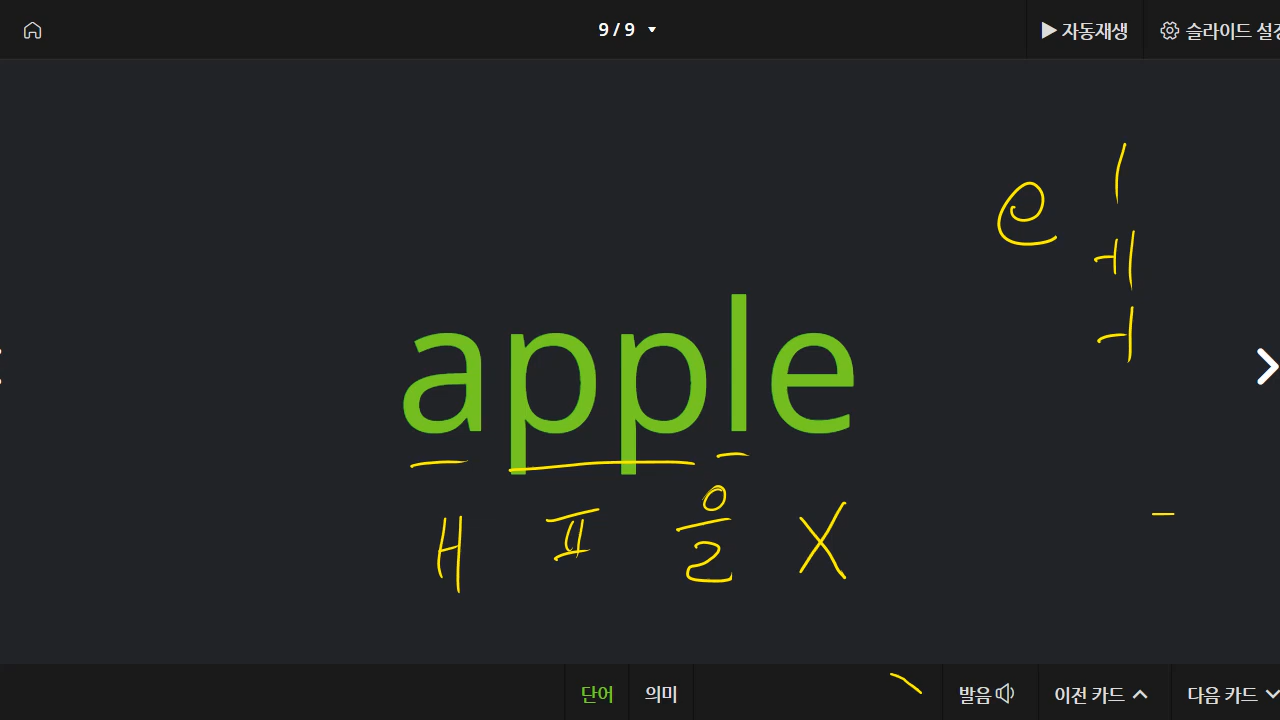 9 / 9
자동재생
슬라이드 설정
e ㅣ
ㅔ
ㅓ
apple
ㅐ ㅍ 을 X
단어
의미
발음
이전 카드
다음 카드